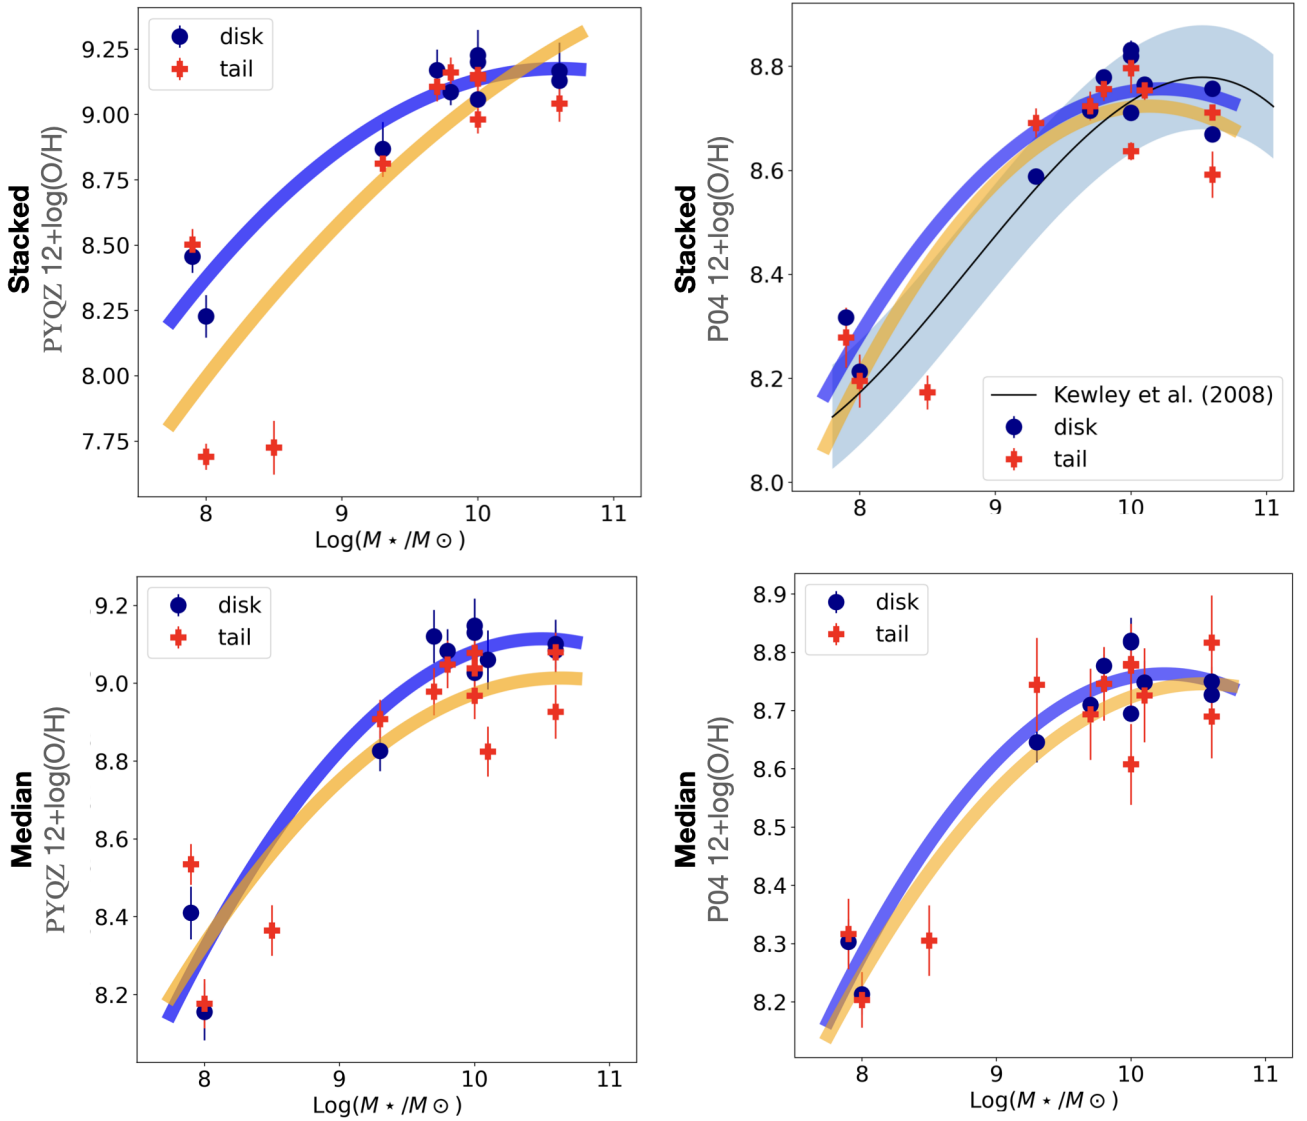 disk
tail
9.25
9.00
8.75
8.50
8.25
8.00
7.75
8 9 10 11
Log(M⋆/M⊙)
Stacked
PYQZ 12+log(O/H)
8.8
8.6
8.4
8.2
8.0
Kewley et al. (2008)
disk
tail
8 9 10 11
Stacked
P04 12+log(O/H)
disk
tail
9.2
9.0
8.8
8.6
8.4
8.2
8 9 10 11
Log(M⋆/M⊙)
Median
PYQZ 12+log(O/H)
disk
tail
8.9
8.8
8.7
8.6
8.5
8.4
8.3
8.2
8 9 10 11
Log(M⋆/M⊙)
Median
P04 12+log(O/H)